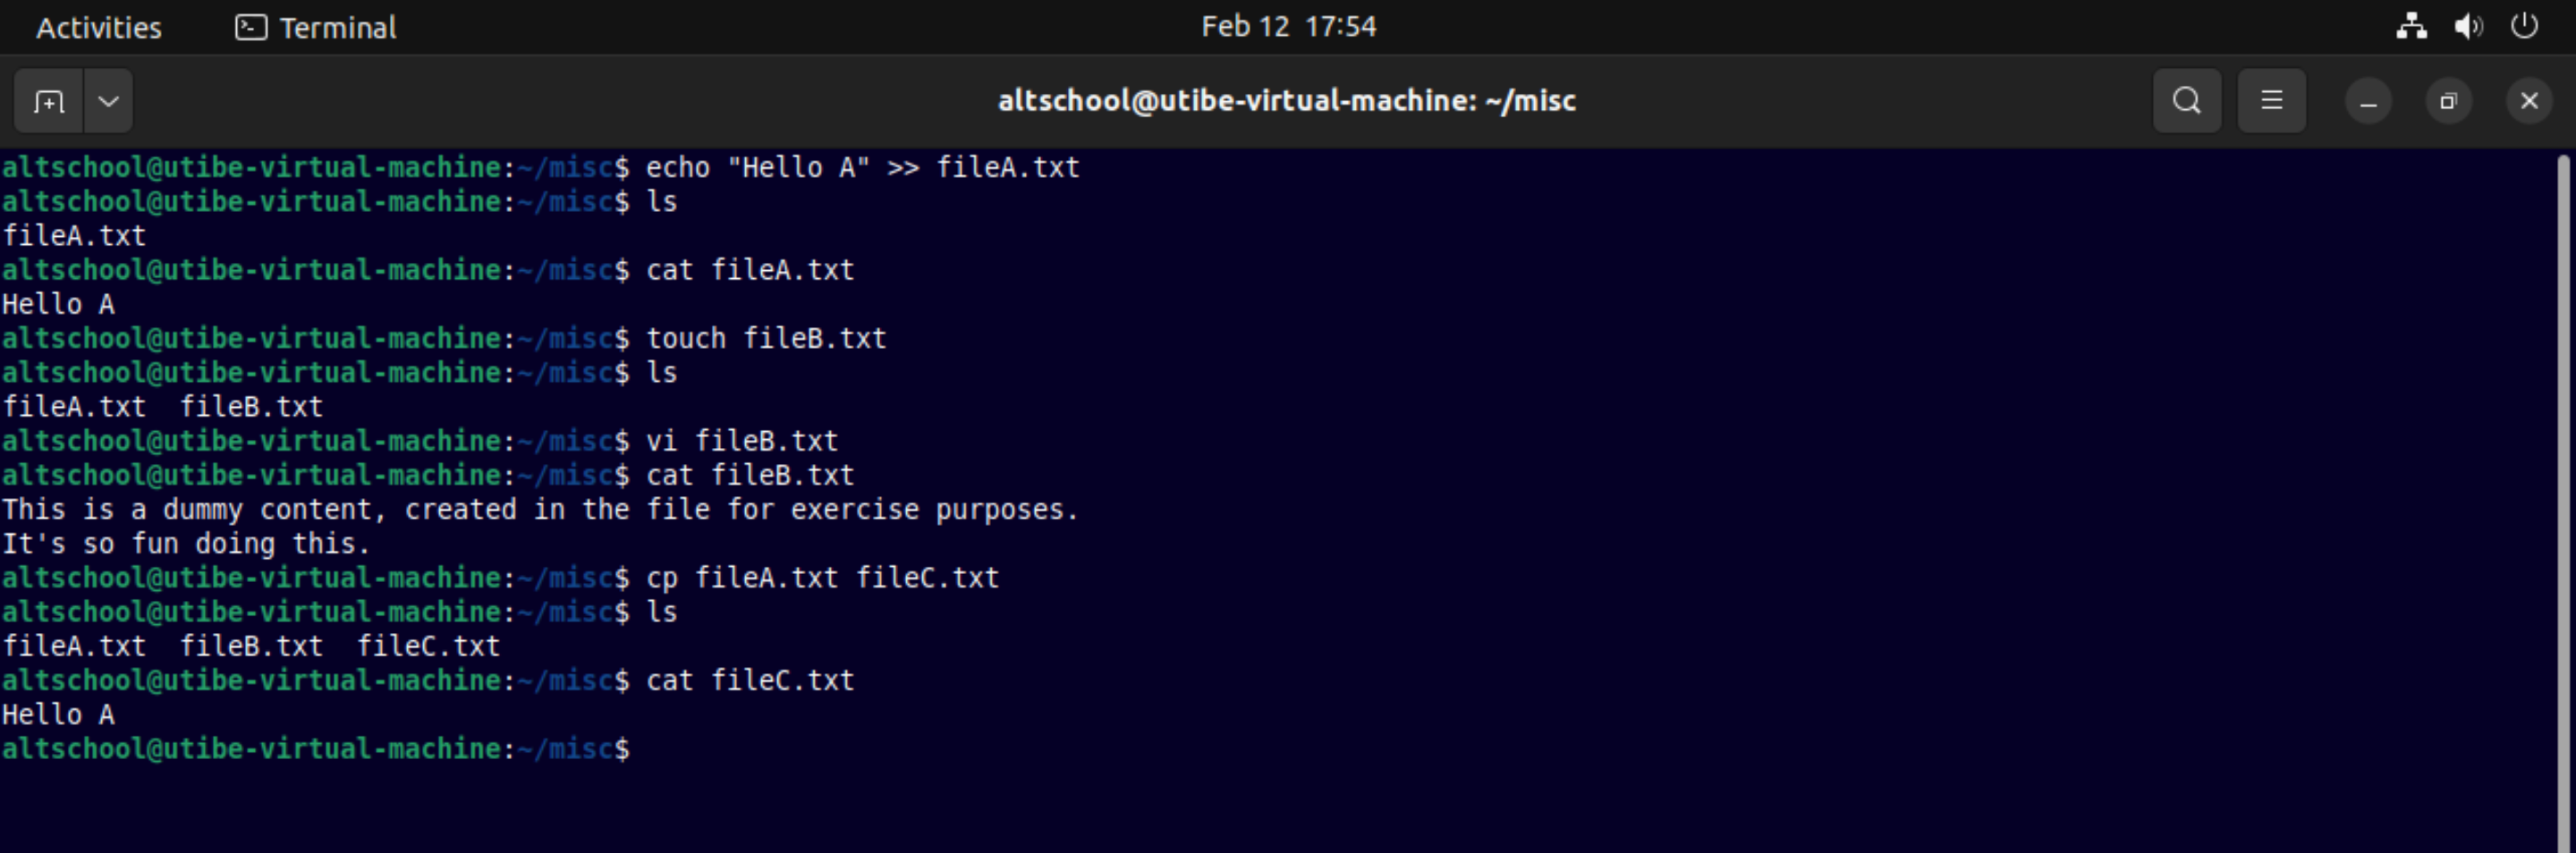 Activities Terminal Feb 12 17:54
altschool@utibe-virtual-machine: ~/misc
altschool@utibe-virtual-machine:~/misc$ echo "Hello A" >> fileA.txt
altschool@utibe-virtual-machine:~/misc$ ls
fileA.txt
altschool@utibe-virtual-machine:~/misc$ cat fileA.txt
Hello A
altschool@utibe-virtual-machine:~/misc$ touch fileB.txt
altschool@utibe-virtual-machine:~/misc$ ls
fileA.txt  fileB.txt
altschool@utibe-virtual-machine:~/misc$ vi fileB.txt
altschool@utibe-virtual-machine:~/misc$ cat fileB.txt
This is a dummy content, created in the file for exercise purposes.
It's so fun doing this.
altschool@utibe-virtual-machine:~/misc$ cp fileA.txt fileC.txt
altschool@utibe-virtual-machine:~/misc$ ls
fileA.txt  fileB.txt  fileC.txt
altschool@utibe-virtual-machine:~/misc$ cat fileC.txt
Hello A
altschool@utibe-virtual-machine:~/misc$